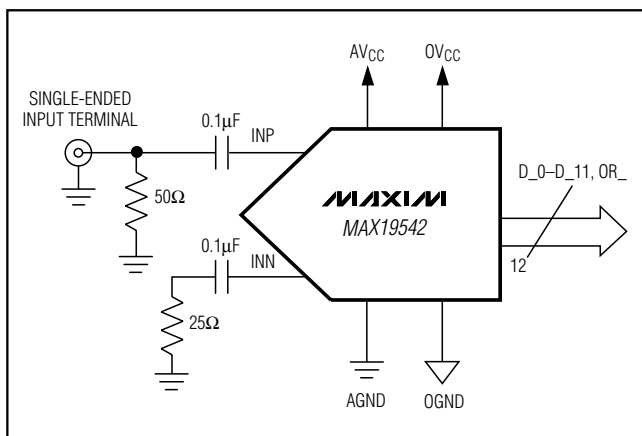 AVCC
OVCC
SINGLE-ENDED
INPUT TERMINAL
0.1μF
INP
D_0–D_11, OR_
50Ω
MAXIM
MAX19542
0.1μF
INN
12
25Ω
AGND
OGND